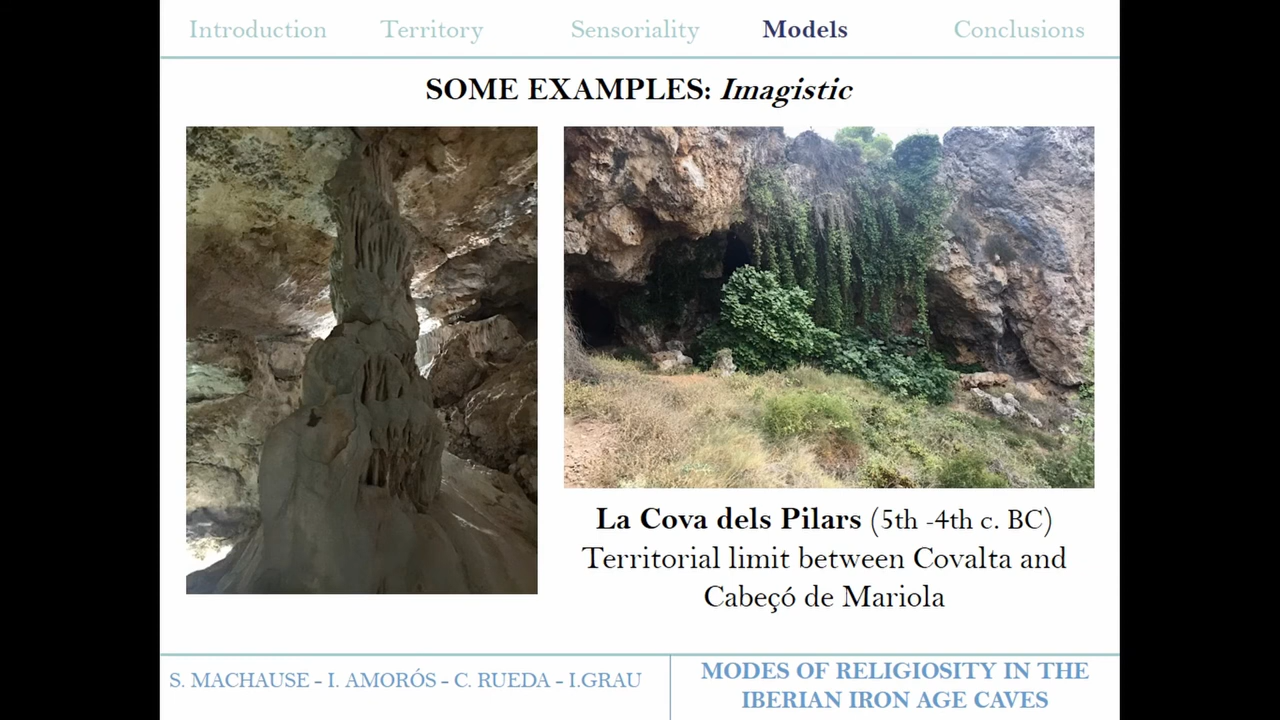 Introduction Territory Sensoriality Models Conclusions
SOME EXAMPLES: Imagistic
La Cova dels Pilars (5th -4th c. BC)
Territorial limit between Covalta and
Cabeçó de Mariola
S. MACHAUSE - I. AMORÓS - C. RUEDA - I.GRAU
MODES OF RELIGIOSITY IN THE
IBERIAN IRON AGE CAVES